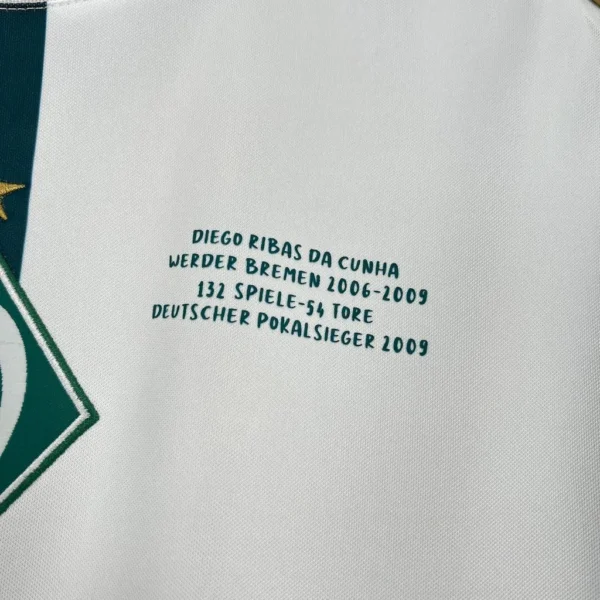 DIEGO RIBAS DA CUNHA
WERDER BREMEN 2006-2009
132 SPIELE-54 TORE
DEUTSCHER POKALSIEGER 2009